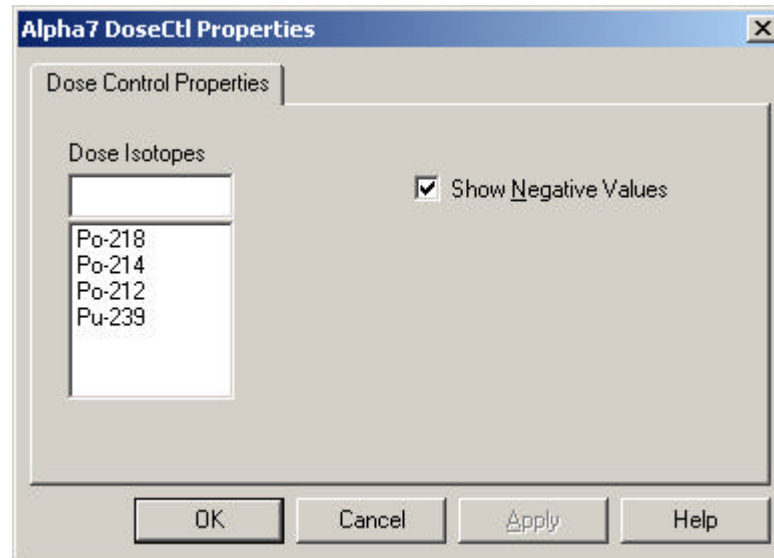 Alpha7 DoseCtl Properties
Dose Control Properties
Dose Isotopes
Show Negative Values
Po-218
Po-214
Po-212
Pu-239
OK Cancel Apply Help